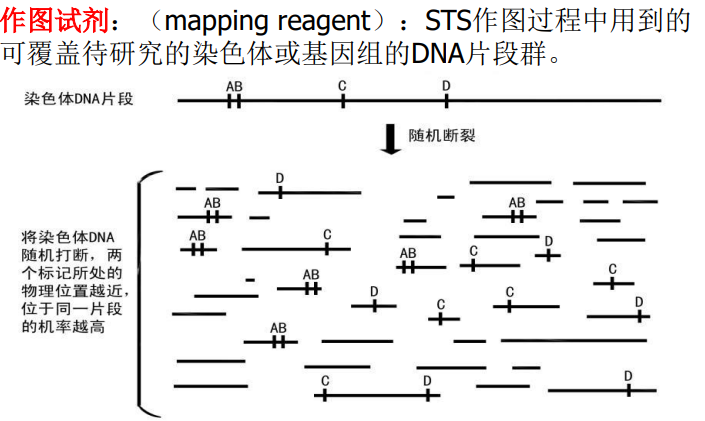 作图试剂：（mapping reagent）：STS作图过程中用到的
可覆盖待研究的染色体或基因组的DNA片段群。
AB C D
染色体DNA片段
随机断裂
D
AB AB
AB C
D
AB C
C
AB
D C C D
AB
将染色体DNA
随机打断，两
个标记所处的
物理位置越近，
位于同一片段
的机率越高
C D D